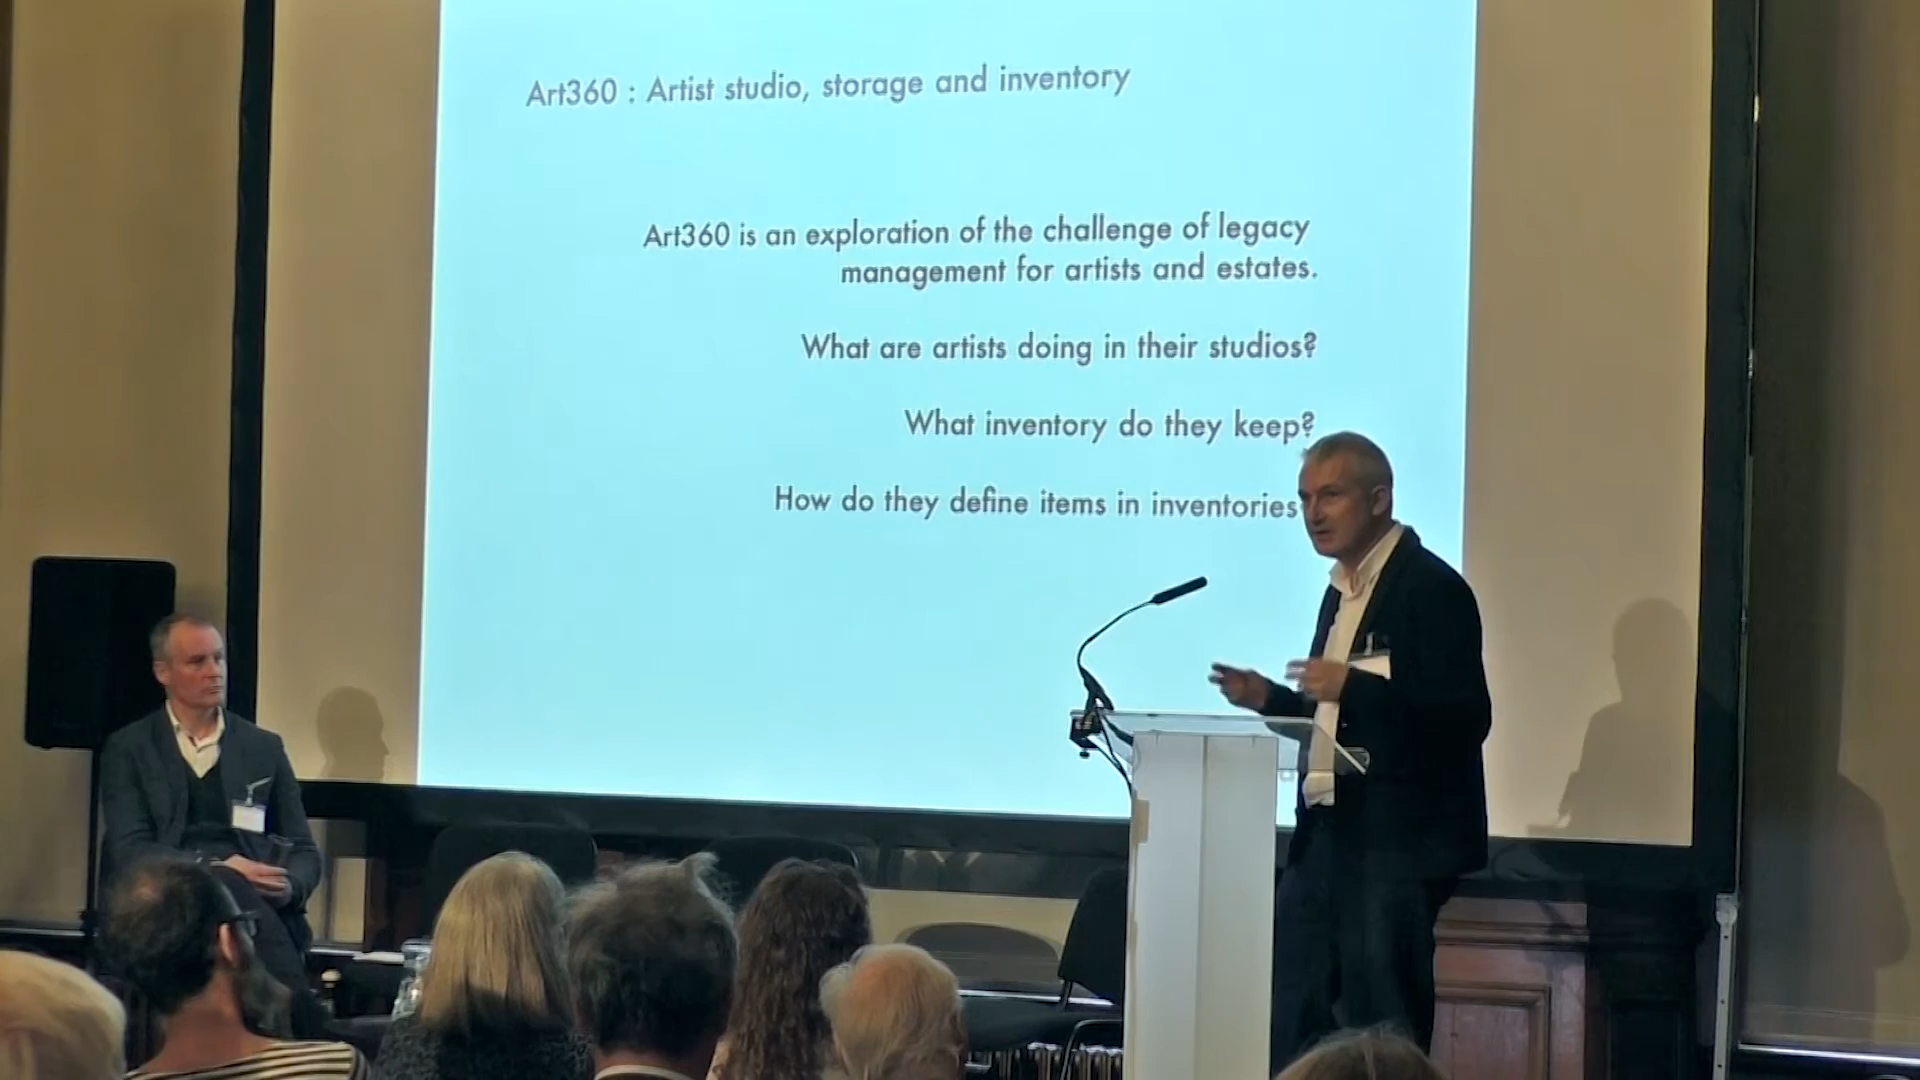 Art360 : Artist studio, storage and inventory
Art360 is an exploration of the challenge of legacy
management for artists and estates.
What are artists doing in their studios?
What inventory do they keep?
How do they define items in inventories